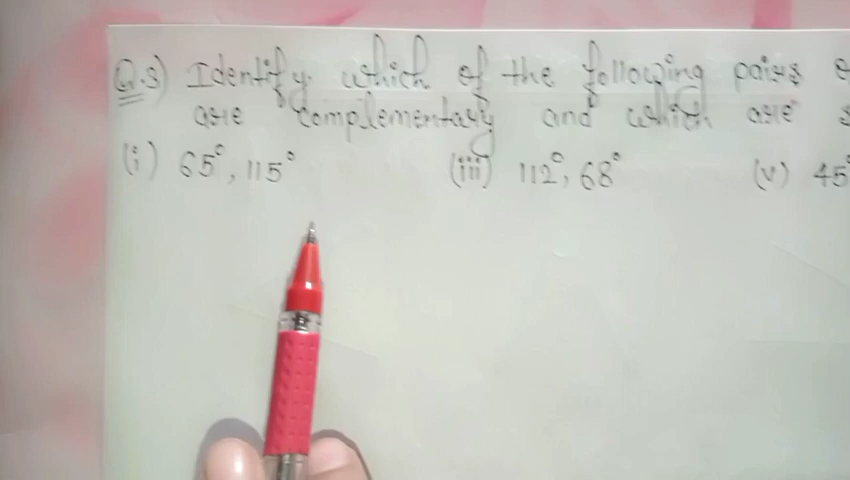 Q.3) Identify which of the following pairs
are complementary and which are
(i) 65°, 115° (iii) 112°, 68° (v) 45°